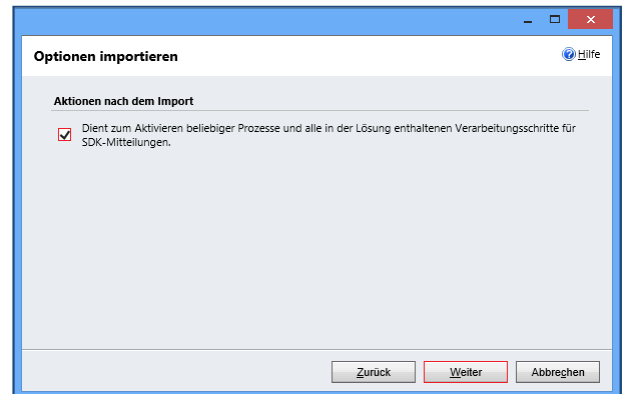 Optionen importieren
Hilfe
Aktionen nach dem Import
Dient zum Aktivieren beliebiger Prozesse und alle in der Lösung enthaltenen Verarbeitungsschritte für
SDK-Mitteilungen.
Zurück Weiter Abbrechen